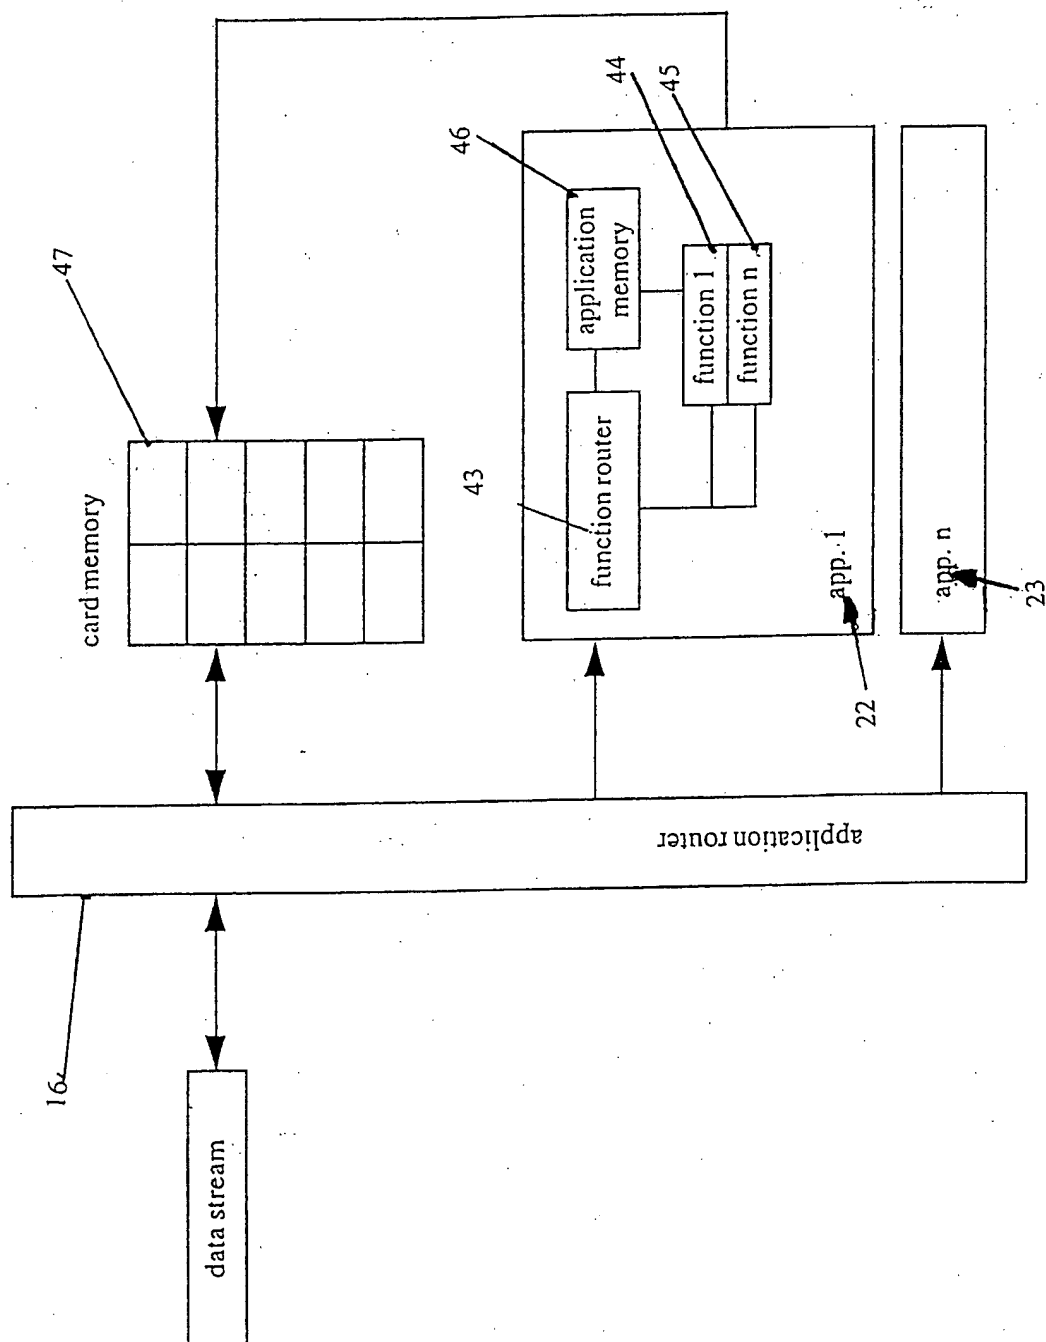 47
card memory
46
44
45
application
memory
43
function router
function 1
function n
app. 1
22
app. n
23
application router
16
data stream